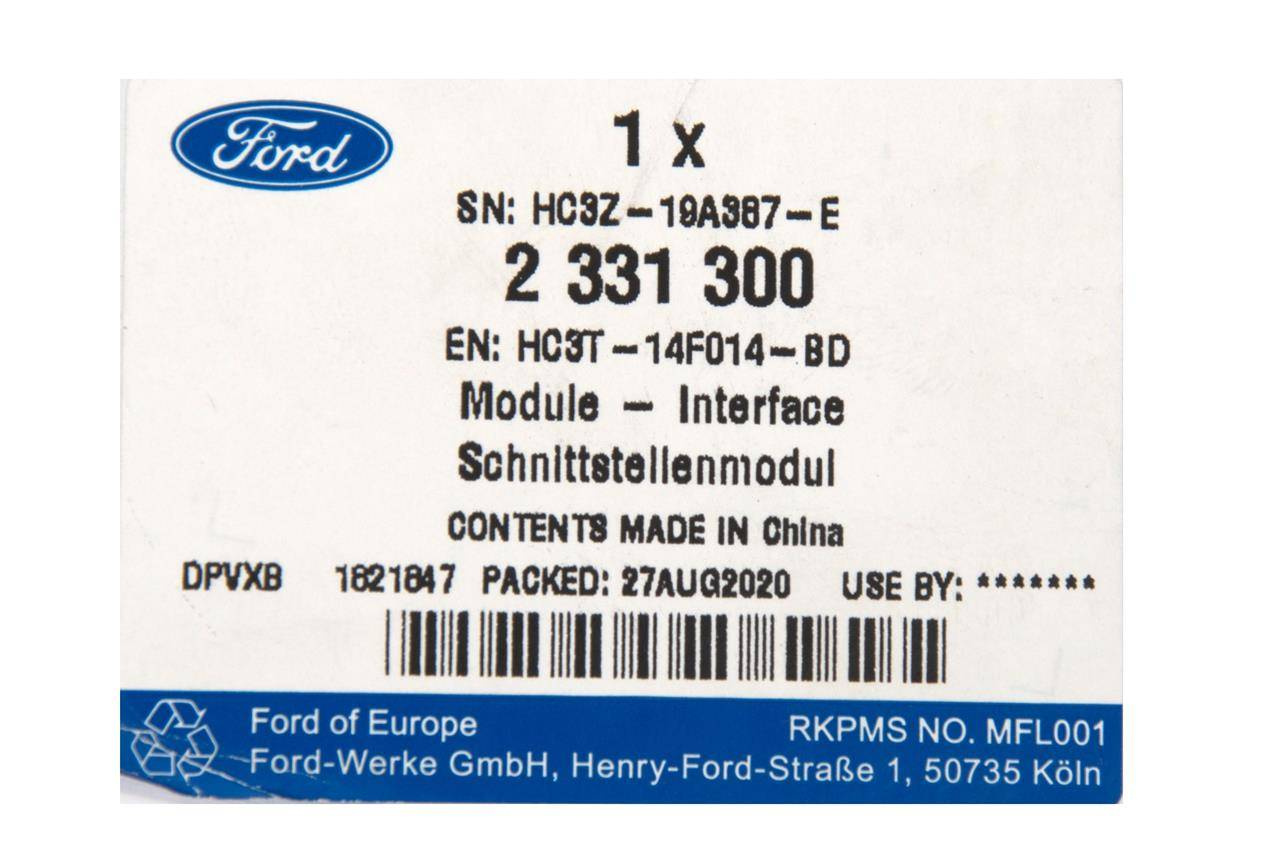 Ford
1 x
SN: HC3Z-19A387-E
2 331 300
EN: HC3T-14F014-BD
Module - Interface
Schnittstellenmodul
CONTENTS MADE IN China
DPVXB 1821847 PACKED: 27AUG2020 USE BY: *******
Ford of Europe
RKPMS NO. MFL001
Ford-Werke GmbH, Henry-Ford-Straße 1, 50735 Köln